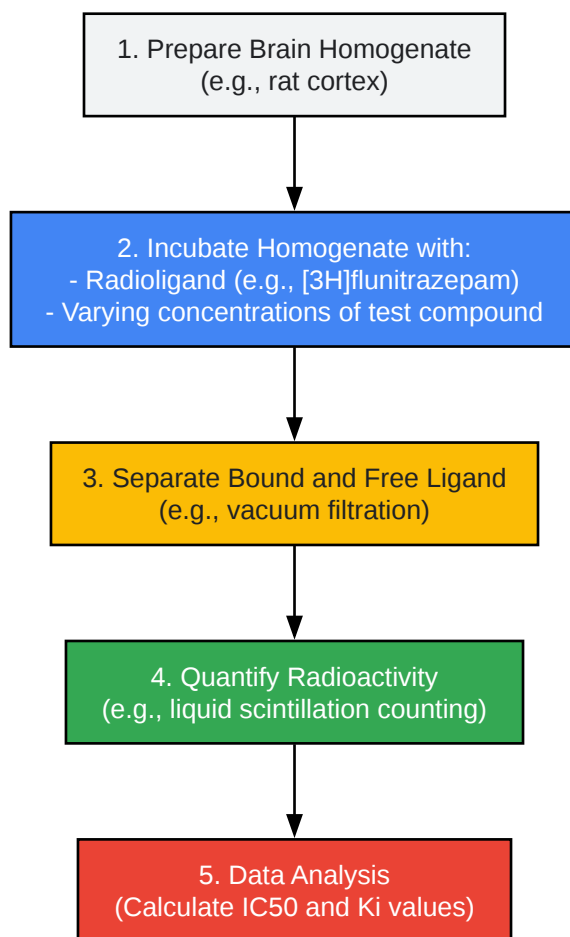 1. Prepare Brain Homogenate
(e.g., rat cortex)
2. Incubate Homogenate with:
- Radioligand (e.g., [3H]flunitrazepam)
- Varying concentrations of test compound
3. Separate Bound and Free Ligand
(e.g., vacuum filtration)
4. Quantify Radioactivity
(e.g., liquid scintillation counting)
5. Data Analysis
(Calculate IC50 and Ki values)